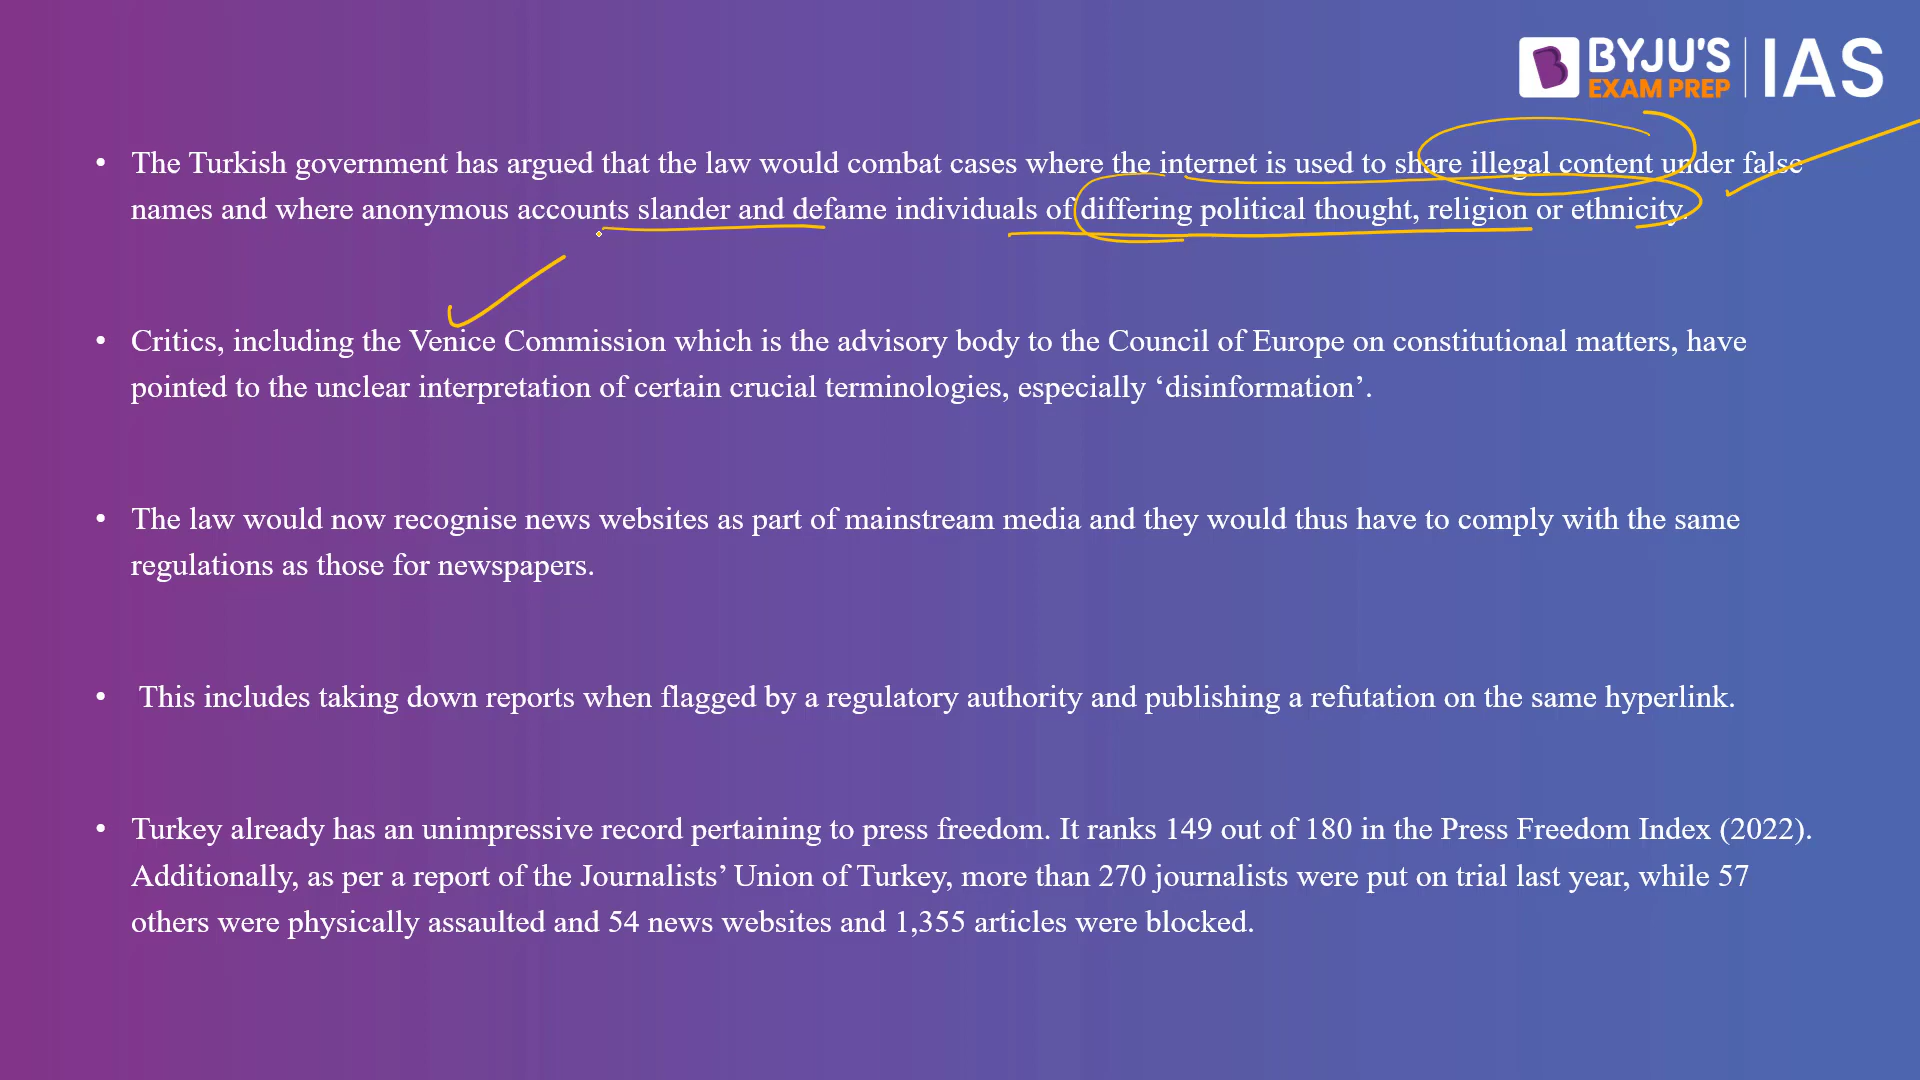 BYJU'S
EXAM PREP
IAS
• The Turkish government has argued that the law would combat cases where the internet is used to share illegal content under false
names and where anonymous accounts slander and defame individuals of differing political thought, religion or ethnicity.
• Critics, including the Venice Commission which is the advisory body to the Council of Europe on constitutional matters, have
pointed to the unclear interpretation of certain crucial terminologies, especially ‘disinformation’.
• The law would now recognise news websites as part of mainstream media and they would thus have to comply with the same
regulations as those for newspapers.
• This includes taking down reports when flagged by a regulatory authority and publishing a refutation on the same hyperlink.
• Turkey already has an unimpressive record pertaining to press freedom. It ranks 149 out of 180 in the Press Freedom Index (2022).
Additionally, as per a report of the Journalists’ Union of Turkey, more than 270 journalists were put on trial last year, while 57
others were physically assaulted and 54 news websites and 1,355 articles were blocked.